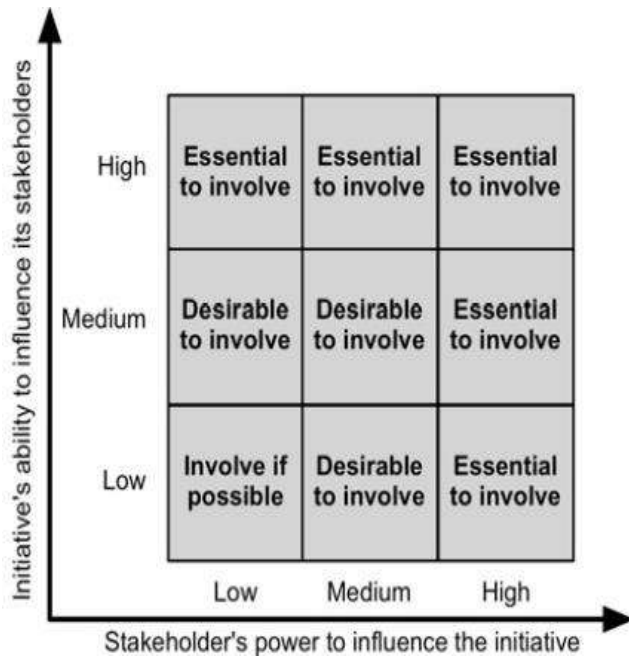 Initiative's ability to influence its stakeholders
High
Essential
to involve
Essential
to involve
Essential
to involve
Medium
Desirable
to involve
Desirable
to involve
Essential
to involve
Low
Involve if
possible
Desirable
to involve
Essential
to involve
Low
Medium
High
Stakeholder's power to influence the initiative